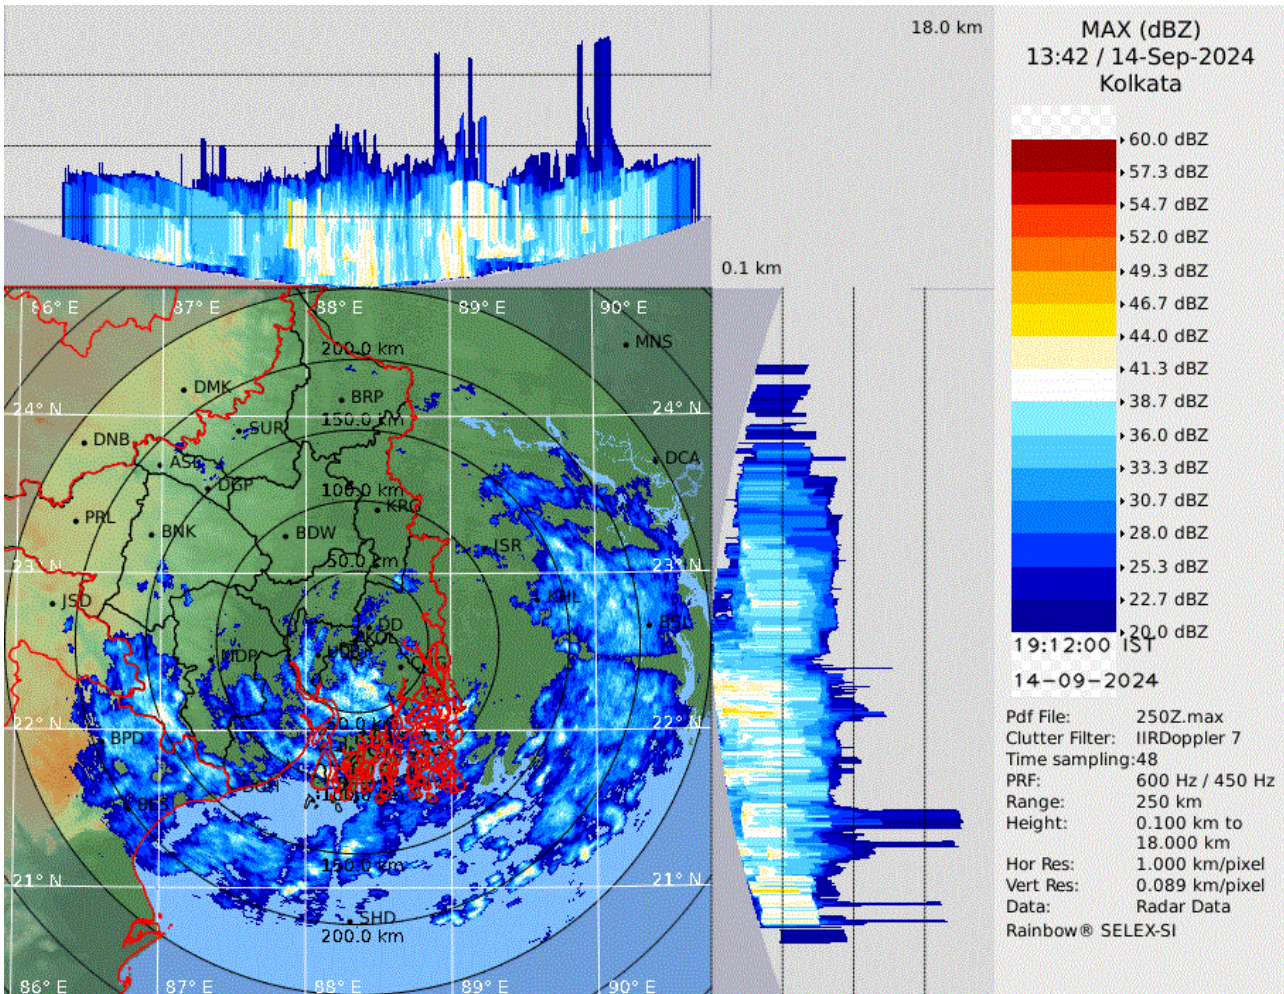 18.0 km
0.1 km
MAX (dBZ)
13:42 / 14-Sep-2024
Kolkata
60.0 dBZ
57.3 dBZ
54.7 dBZ
52.0 dBZ
49.3 dBZ
46.7 dBZ
44.0 dBZ
41.3 dBZ
38.7 dBZ
36.0 dBZ
33.3 dBZ
30.7 dBZ
28.0 dBZ
25.3 dBZ
22.7 dBZ
20.0 dBZ
19:12:00 IST
14-09-2024
Pdf File: 250Z.max
Clutter Filter: IIRDoppler 7
Time sampling:48
PRF: 600 Hz / 450 Hz
Range: 250 km
Height: 0.100 km to
18.000 km
Hor Res: 1.000 km/pixel
Vert Res: 0.089 km/pixel
Data: Radar Data
Rainbow® SELEX-SI
86° E 87° E 88° E 89° E 90° E
200.0 km
MNS
DMK
BRP
24° N 24° N
150.0 km
SUR
DNB
ASL
DCA
DGP
100.0 km
KRG
PRL
BNK
BDW
JSR
50.0 km
23° N 23° N
JSD
KHL
DD
BSL
KOL
MDP
22° N 22° N
50.0 km
BPD
DGH
BLS
150.0 km
21° N 21° N
SHD
200.0 km
86° E 87° E 88° E 89° E 90° E